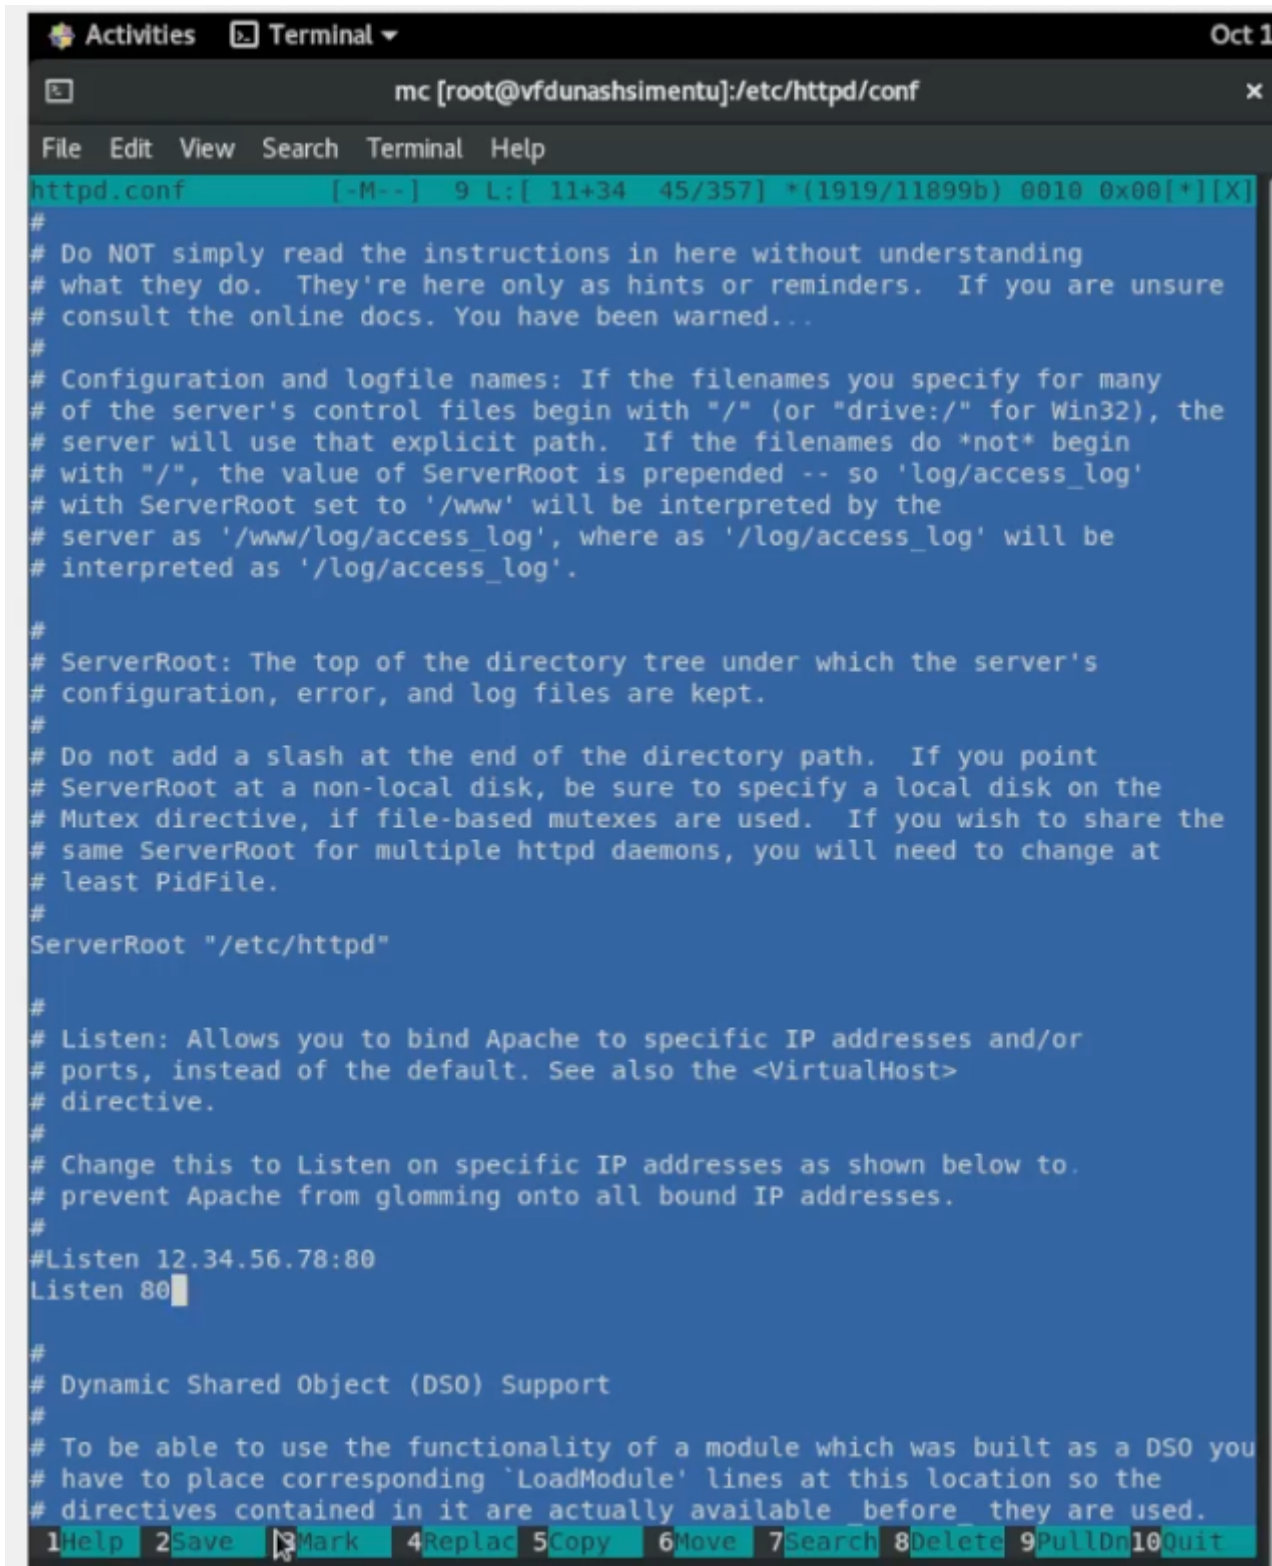 Activities Terminal Oct 1
mc [root@vfdunashsimentu]:/etc/httpd/conf ×
File Edit View Search Terminal Help
httpd.conf [-M--] 9 L:[ 11+34 45/357] *(1919/11899b) 0010 0x00[*][X]
#
# Do NOT simply read the instructions in here without understanding
# what they do.  They're here only as hints or reminders.  If you are unsure
# consult the online docs. You have been warned...
#
# Configuration and logfile names: If the filenames you specify for many
# of the server's control files begin with "/" (or "drive:/" for Win32), the
# server will use that explicit path.  If the filenames do *not* begin
# with "/", the value of ServerRoot is prepended -- so 'log/access_log'
# with ServerRoot set to '/www' will be interpreted by the
# server as '/www/log/access_log', where as '/log/access_log' will be
# interpreted as '/log/access_log'.
#
# ServerRoot: The top of the directory tree under which the server's
# configuration, error, and log files are kept.
#
# Do not add a slash at the end of the directory path.  If you point
# ServerRoot at a non-local disk, be sure to specify a local disk on the
# Mutex directive, if file-based mutexes are used.  If you wish to share the
# same ServerRoot for multiple httpd daemons, you will need to change at
# least PidFile.
#
ServerRoot "/etc/httpd"
#
# Listen: Allows you to bind Apache to specific IP addresses and/or
# ports, instead of the default. See also the <VirtualHost>
# directive.
#
# Change this to Listen on specific IP addresses as shown below to.
# prevent Apache from glomming onto all bound IP addresses.
#
#Listen 12.34.56.78:80
Listen 80
#
# Dynamic Shared Object (DSO) Support
#
# To be able to use the functionality of a module which was built as a DSO you
# have to place corresponding `LoadModule' lines at this location so the
# directives contained in it are actually available _before_ they are used.
1Help 2Save 3Mark 4Replac 5Copy 6Move 7Search 8Delete 9PullDn 10Quit